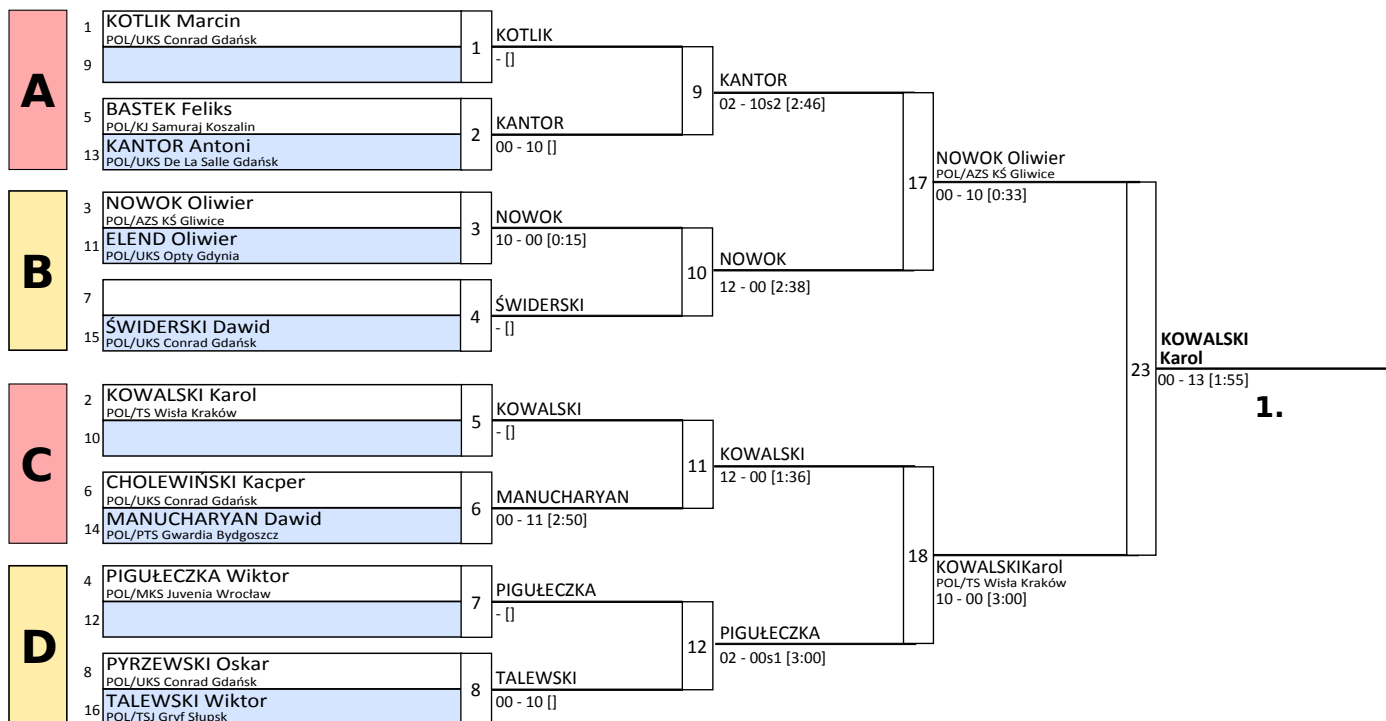 A
1 KOTLIK Marcin
POL/UKS Conrad Gdańsk
9
1
KOTLIK
- []
5 BASTEK Feliks
POL/KJ Samuraj Koszalin
13 KANTOR Antoni
POL/UKS De La Salle Gdańsk
2
KANTOR
00 - 10 []
9
KANTOR
02 - 10s2 [2:46]
B
3 NOWOK Oliwier
POL/AZS KŚ Gliwice
11 ELEND Oliwier
POL/UKS Opty Gdynia
3
NOWOK
10 - 00 [0:15]
7
15 ŚWIDERSKI Dawid
POL/UKS Conrad Gdańsk
4
ŚWIDERSKI
- []
10
NOWOK
12 - 00 [2:38]
17
NOWOK Oliwier
POL/AZS KŚ Gliwice
00 - 10 [0:33]
C
2 KOWALSKI Karol
POL/TS Wisła Kraków
10
5
KOWALSKI
- []
6 CHOLEWIŃSKI Kacper
POL/UKS Conrad Gdańsk
14 MANUCHARYAN Dawid
POL/PTS Gwardia Bydgoszcz
6
MANUCHARYAN
00 - 11 [2:50]
11
KOWALSKI
12 - 00 [1:36]
D
4 PIGUŁECZKA Wiktor
POL/MKS Juvenia Wrocław
12
7
PIGUŁECZKA
- []
8 PYRZEWSKI Oskar
POL/UKS Conrad Gdańsk
16 TALEWSKI Wiktor
POL/TSJ Gryf Słupsk
8
TALEWSKI
00 - 10 []
12
PIGUŁECZKA
02 - 00s1 [3:00]
18
KOWALSKIKarol
POL/TS Wisła Kraków
10 - 00 [3:00]
23
KOWALSKI
Karol
00 - 13 [1:55]
1.